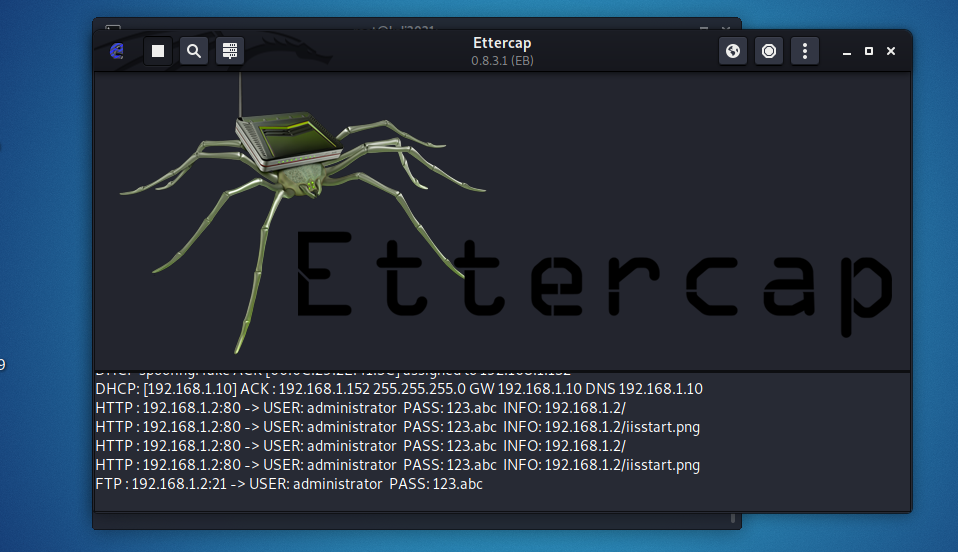 Ettercap
0.8.3.1 (EB)
Ettercap
DHCP: [192.168.1.10] ACK : 192.168.1.152 255.255.255.0 GW 192.168.1.10 DNS 192.168.1.10
HTTP : 192.168.1.2:80 -> USER: administrator PASS: 123.abc INFO: 192.168.1.2/
HTTP : 192.168.1.2:80 -> USER: administrator PASS: 123.abc INFO: 192.168.1.2/iisstart.png
HTTP : 192.168.1.2:80 -> USER: administrator PASS: 123.abc INFO: 192.168.1.2/
HTTP : 192.168.1.2:80 -> USER: administrator PASS: 123.abc INFO: 192.168.1.2/iisstart.png
FTP : 192.168.1.2:21 -> USER: administrator PASS: 123.abc
9